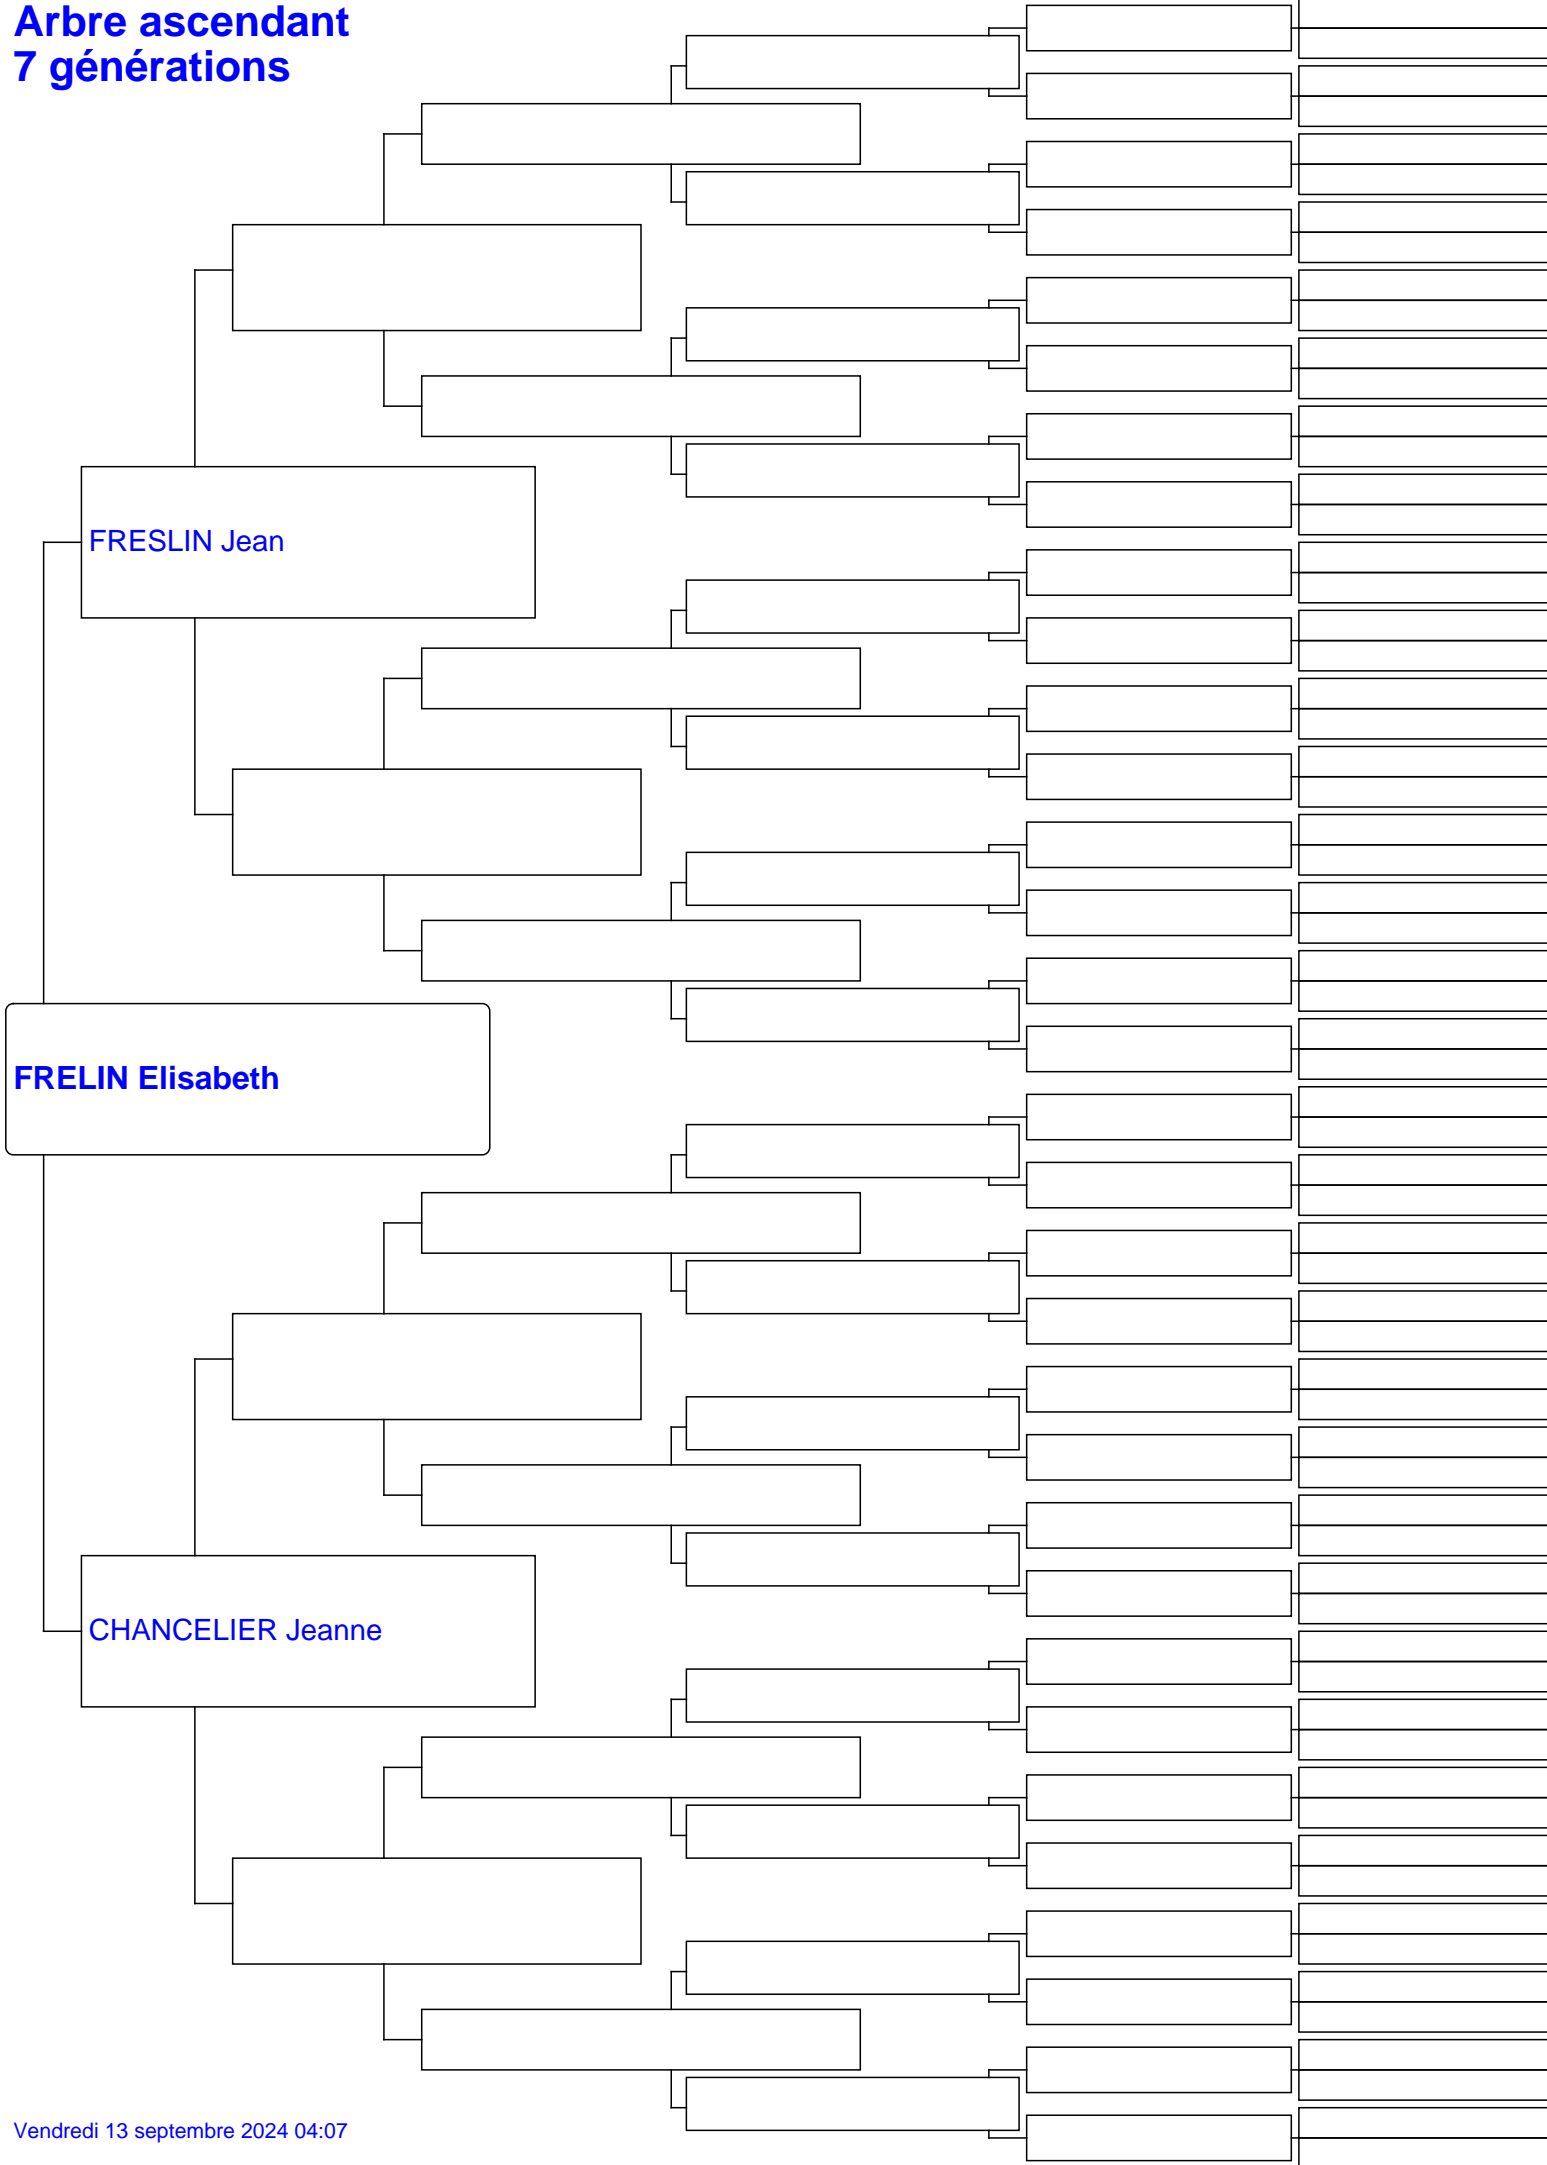 Arbre ascendant
7 générations
FRESLIN Jean
FRELIN Elisabeth
CHANCELIER Jeanne
Vendredi 13 septembre 2024 04:07